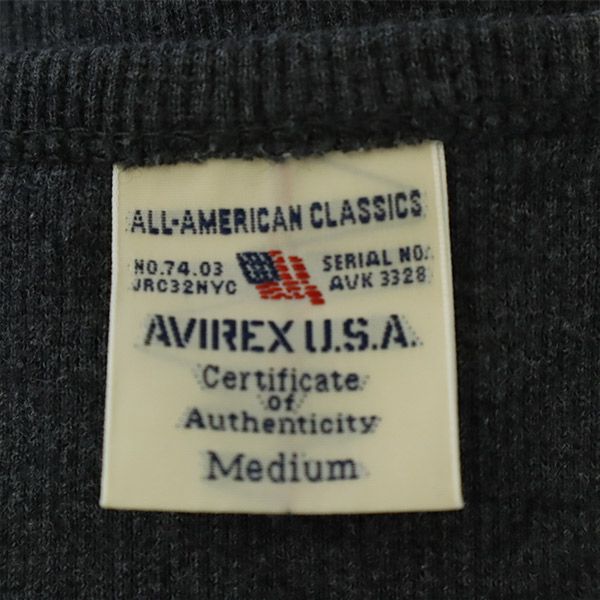 ALL-AMERICAN CLASSICS
NO.74.03
JRC32NYC
SERIAL NO.
AVK 3328
AVIREX U.S.A.
Certificate
of
Authenticity
Medium